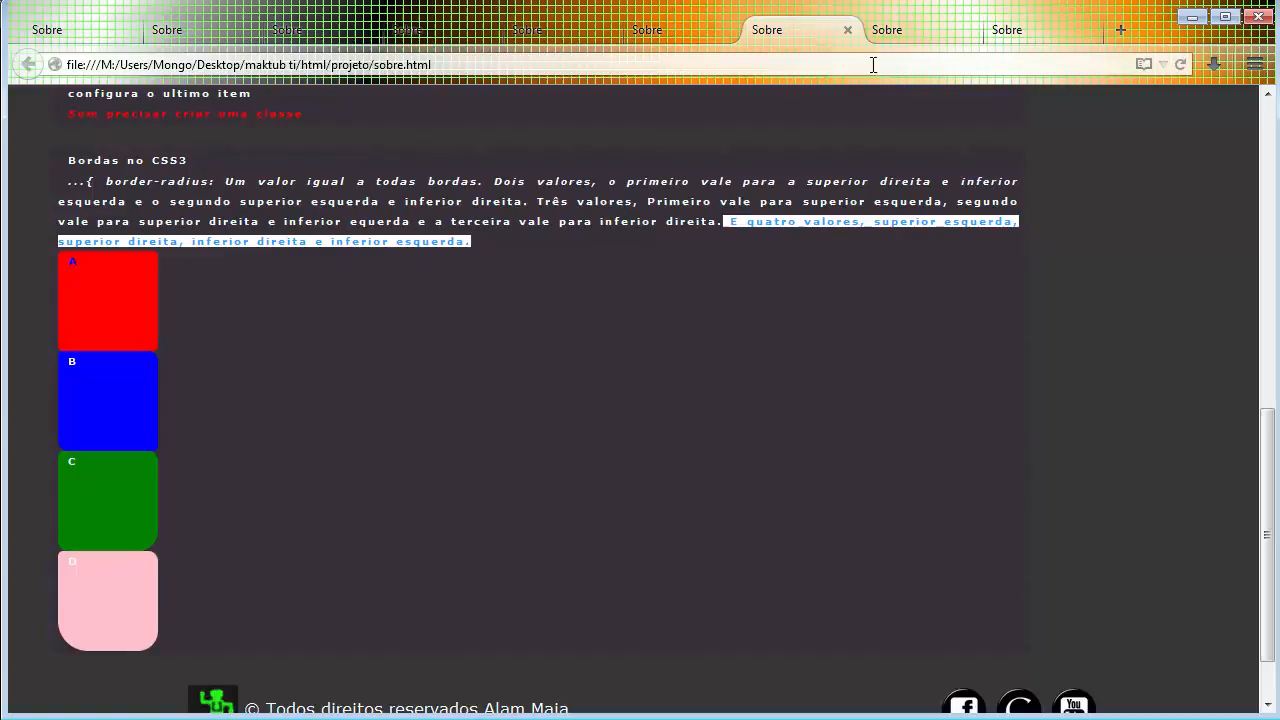 Sobre Sobre Sobre Sobre Sobre Sobre Sobre Sobre Sobre
file:///M:/Users/Mongo/Desktop/maktub ti/html/projeto/sobre.html
configura o ultimo item
Sem precisar criar uma classe
Bordas no CSS3
...{ border-radius: Um valor igual a todas bordas. Dois valores, o primeiro vale para a superior direita e inferior
esquerda e o segundo superior esquerda e inferior direita. Três valores, Primeiro vale para superior esquerda, segundo
vale para superior direita e inferior equerda e a terceira vale para inferior direita. E quatro valores, superior esquerda,
superior direita, inferior direita e inferior esquerda.
A
B
C
D
© Todos direitos reservados Alam Maia
You
Tube